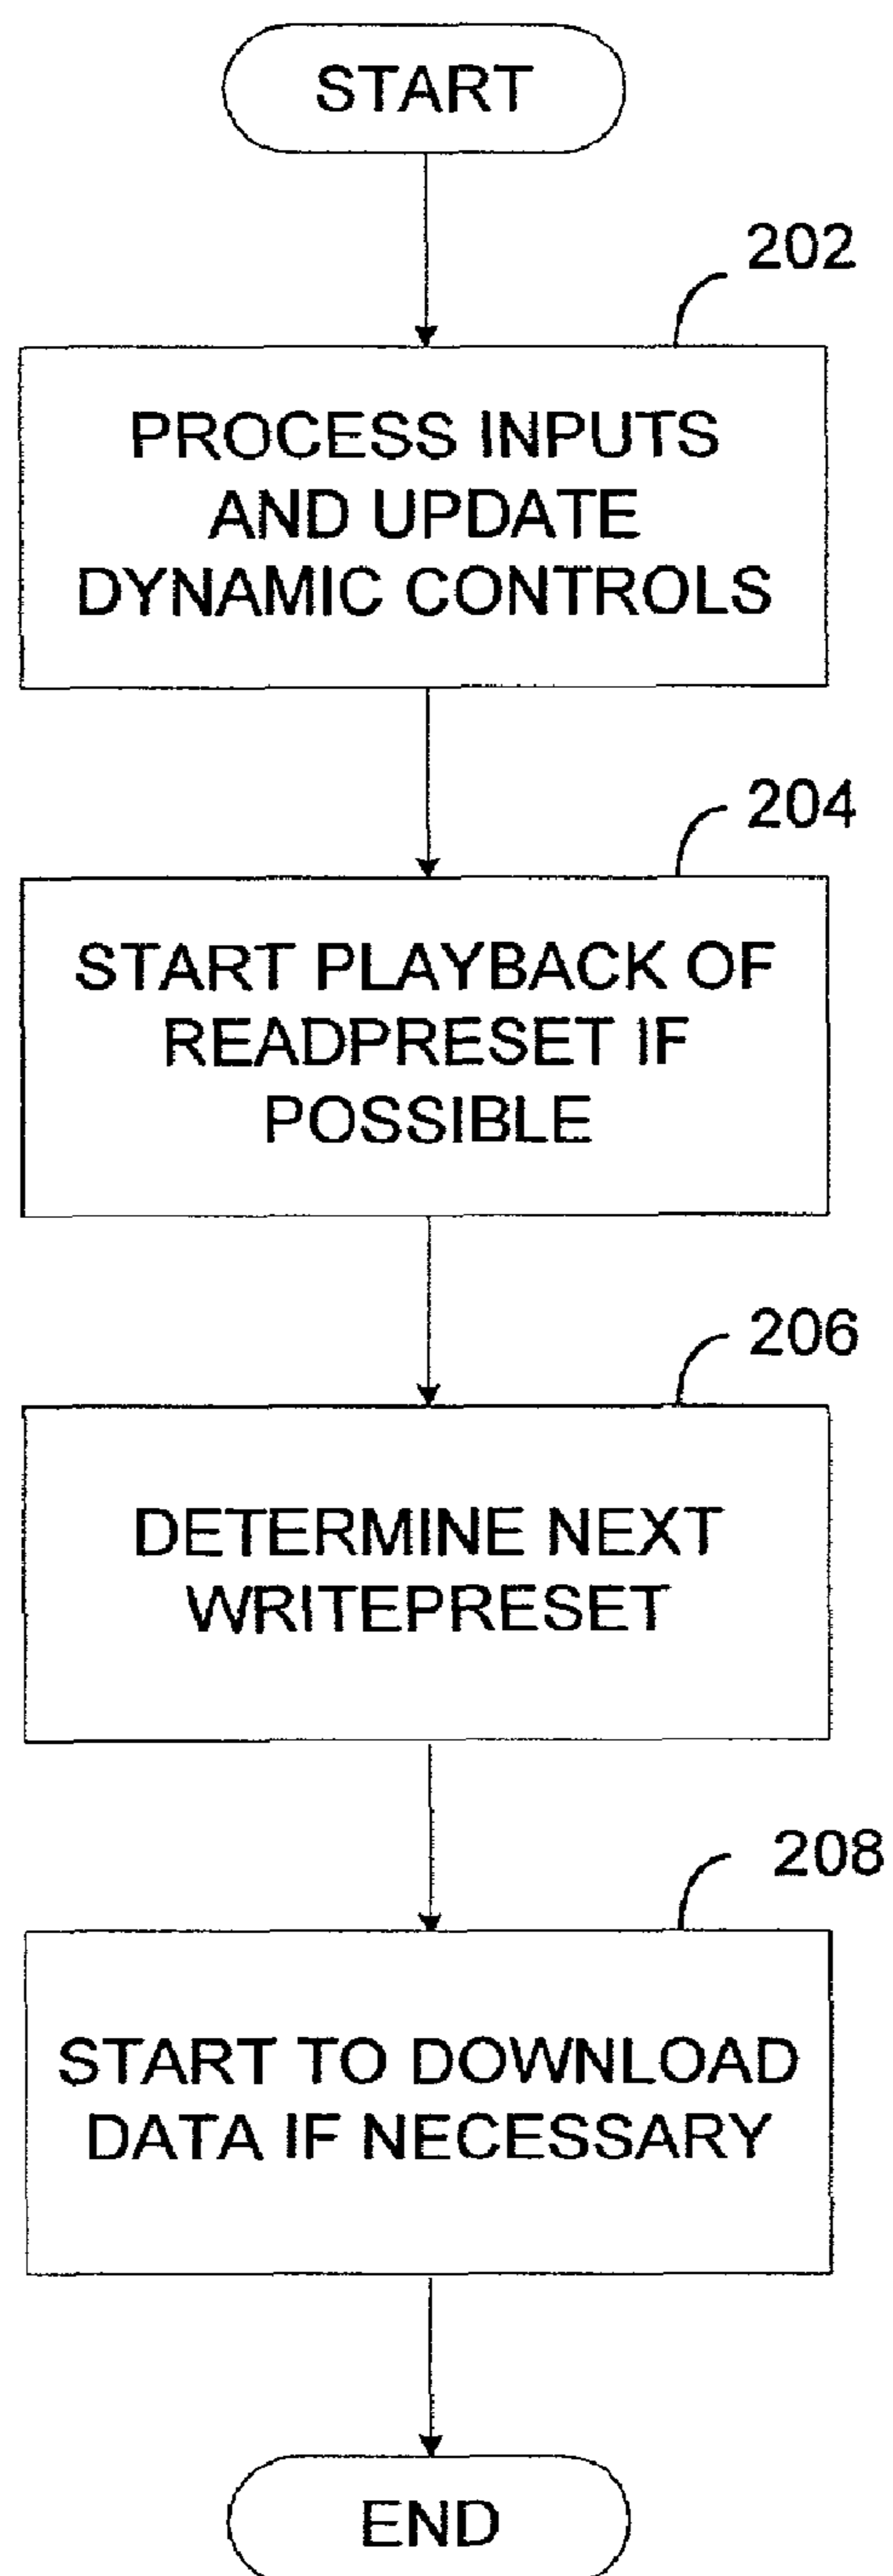 START
202
PROCESS INPUTS
AND UPDATE
DYNAMIC CONTROLS
204
START PLAYBACK OF
READPRESET IF
POSSIBLE
206
DETERMINE NEXT
WRITEPRESET
208
START TO DOWNLOAD
DATA IF NECESSARY
END